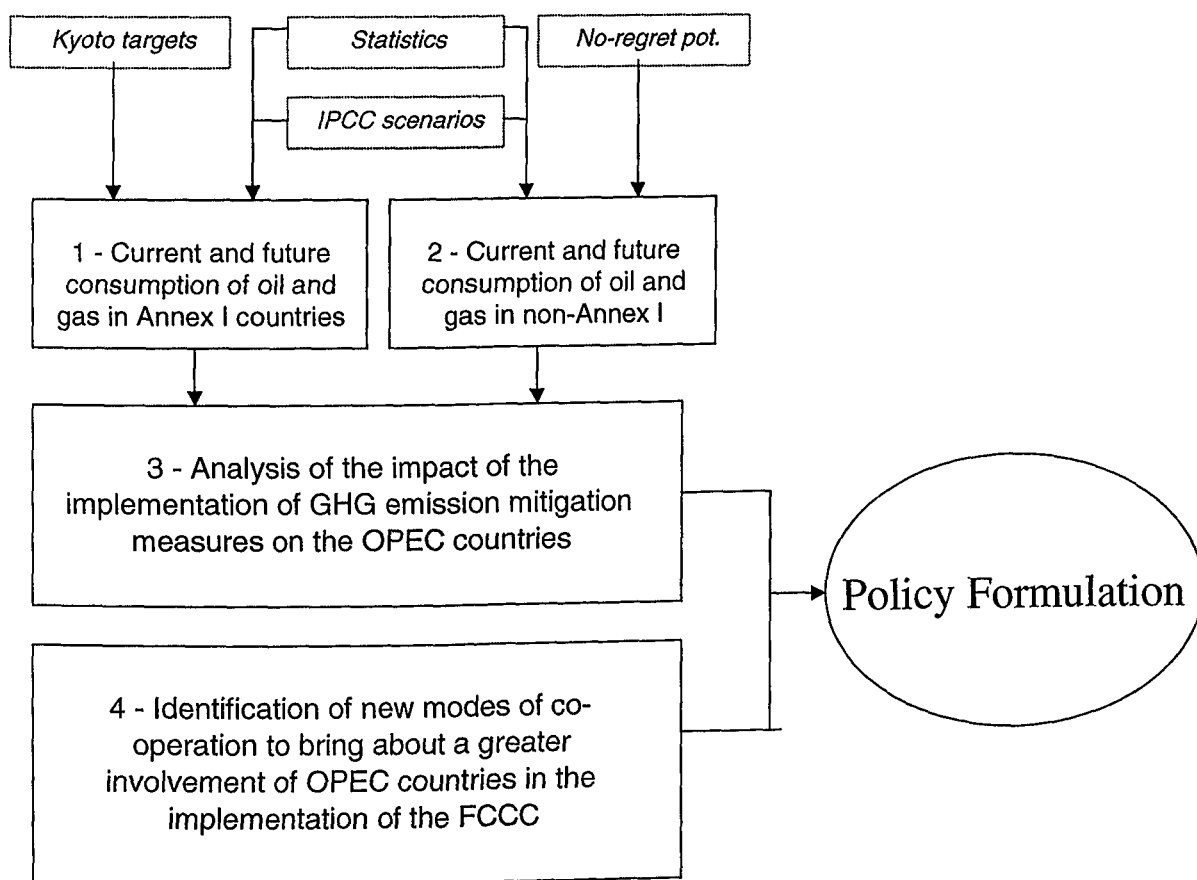 Kyoto targets
Statistics
No-regret pot.
IPCC scenarios
1 - Current and future
consumption of oil and
gas in Annex I countries
2 - Current and future
consumption of oil and
gas in non-Annex I
3 - Analysis of the impact of the
implementation of GHG emission mitigation
measures on the OPEC countries
Policy Formulation
4 - Identification of new modes of co-
operation to bring about a greater
involvement of OPEC countries in the
implementation of the FCCC